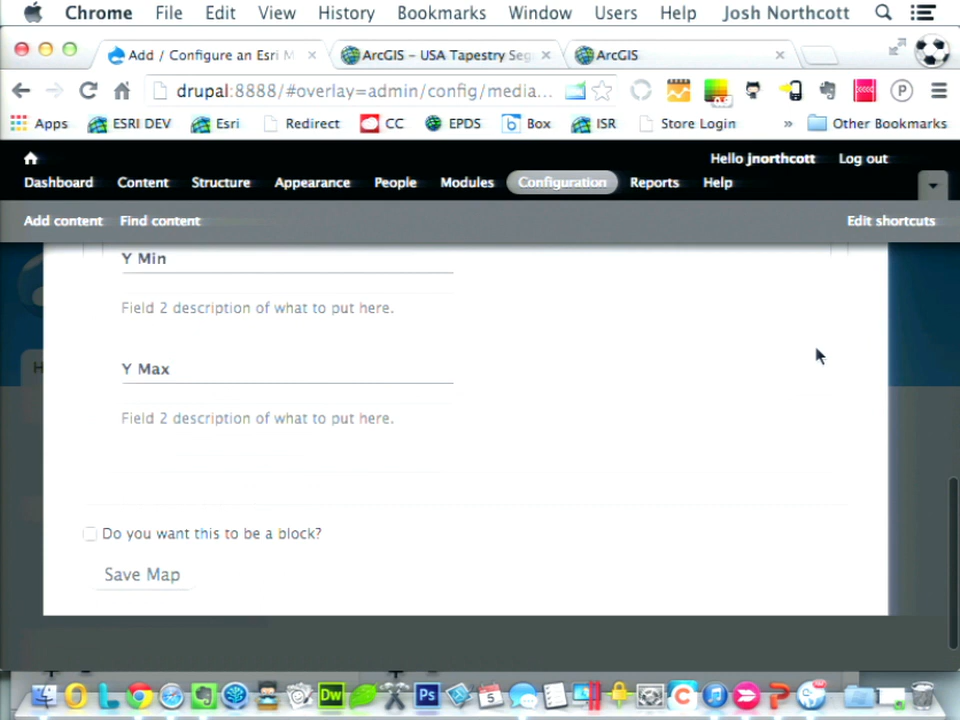 Chrome File Edit View History Bookmarks Window Users Help Josh Northcott
Add / Configure an Esri M ArcGIS - USA Tapestry Seg ArcGIS
drupal:8888/#overlay=admin/config/media...
Apps ESRI DEV Esri Redirect CC EPDS Box ISR Store Login » Other Bookmarks
Hello jnorthcott Log out
Dashboard Content Structure Appearance People Modules Configuration Reports Help
Add content Find content Edit shortcuts
Y Min
Field 2 description of what to put here.
Y Max
Field 2 description of what to put here.
Do you want this to be a block?
Save Map
Dw Ps 5